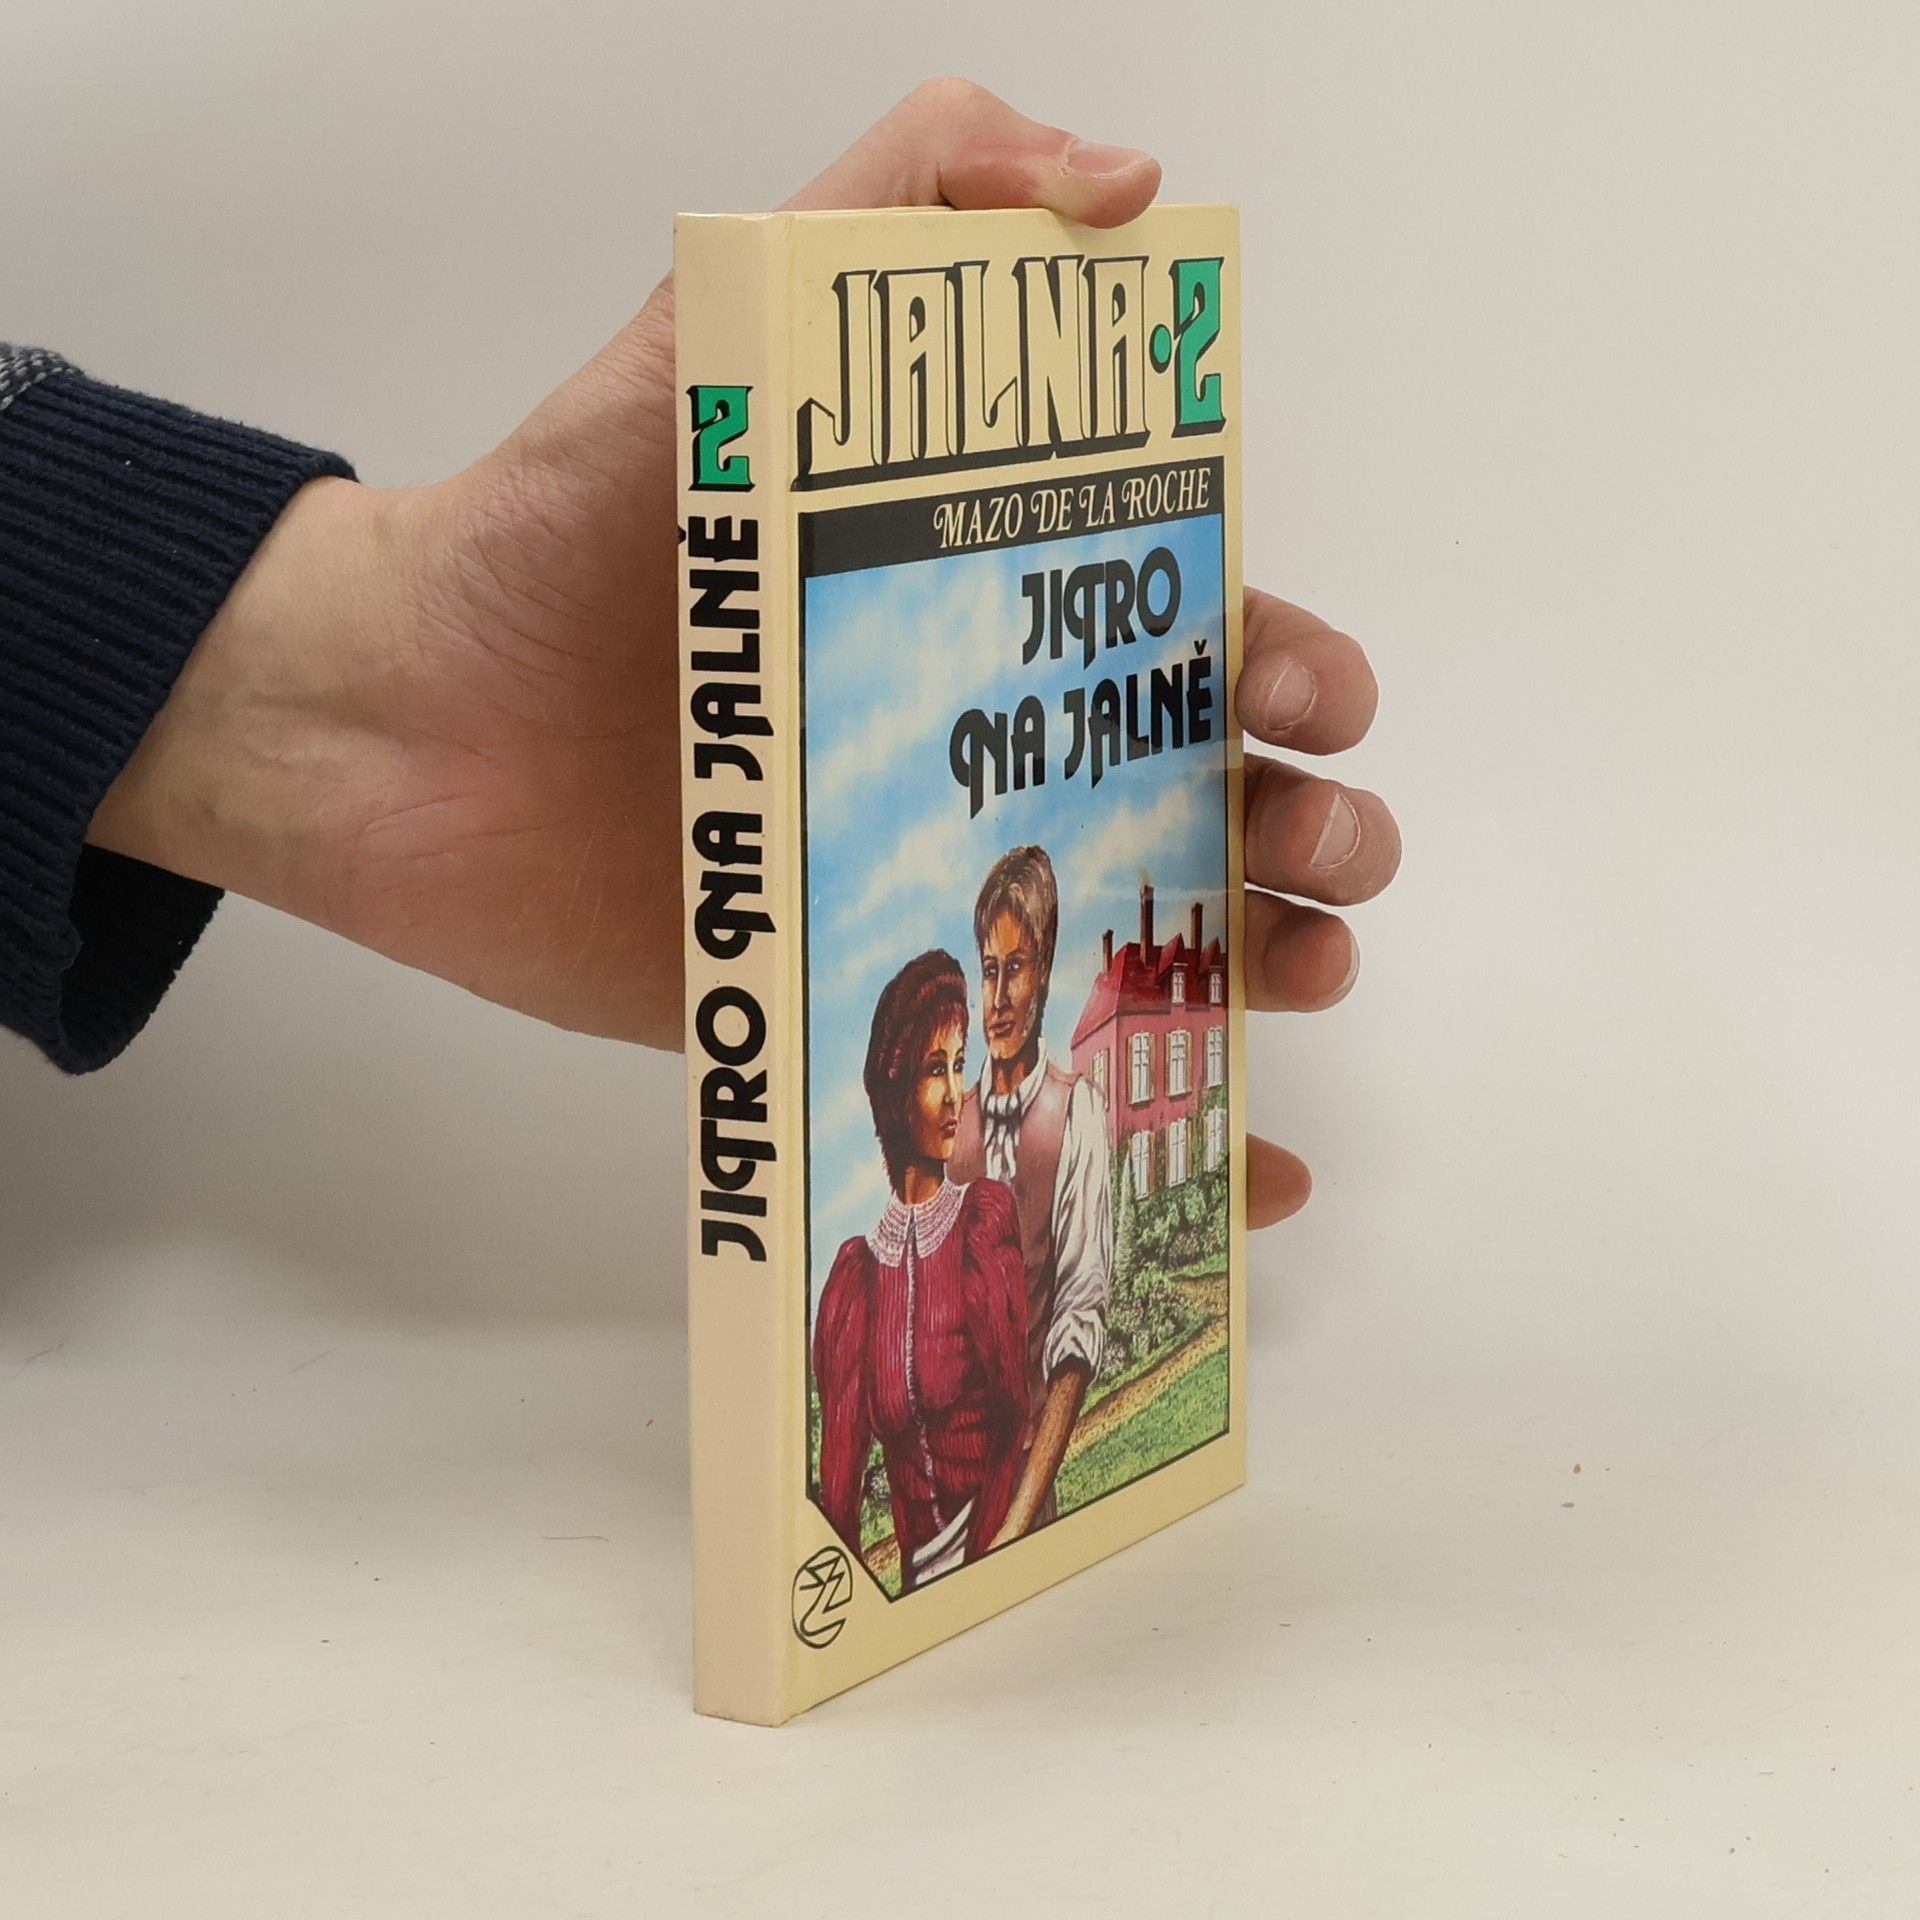 JALNA·2
MAZO DE LA ROCHE
JITRO
NA JALNĚ
JITRO NA JALNĚ 2